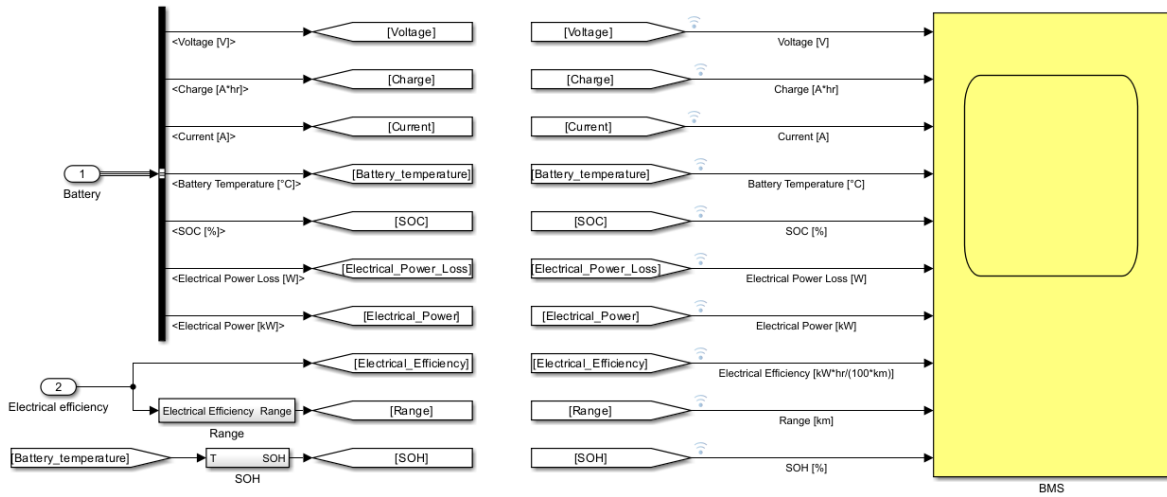 [Voltage] [Voltage]
<Voltage [V]> Voltage [V]
[Charge] [Charge]
<Charge [A*hr]> Charge [A*hr]
[Current] [Current]
<Current [A]> Current [A]
1 [Battery_temperature] [Battery_temperature]
Battery <Battery Temperature [°C]> Battery Temperature [°C]
[SOC] [SOC]
<SOC [%]> SOC [%]
[Electrical_Power_Loss] [Electrical_Power_Loss]
<Electrical Power Loss [W]> Electrical Power Loss [W]
[Electrical_Power] [Electrical_Power]
<Electrical Power [kW]> Electrical Power [kW]
[Electrical_Efficiency] [Electrical_Efficiency]
Electrical Efficiency [kW*hr/(100*km)]
2
Electrical efficiency
Electrical Efficiency Range [Range] [Range]
Range Range [km]
[Battery_temperature] T SOH [SOH] [SOH]
SOH SOH [%]
BMS